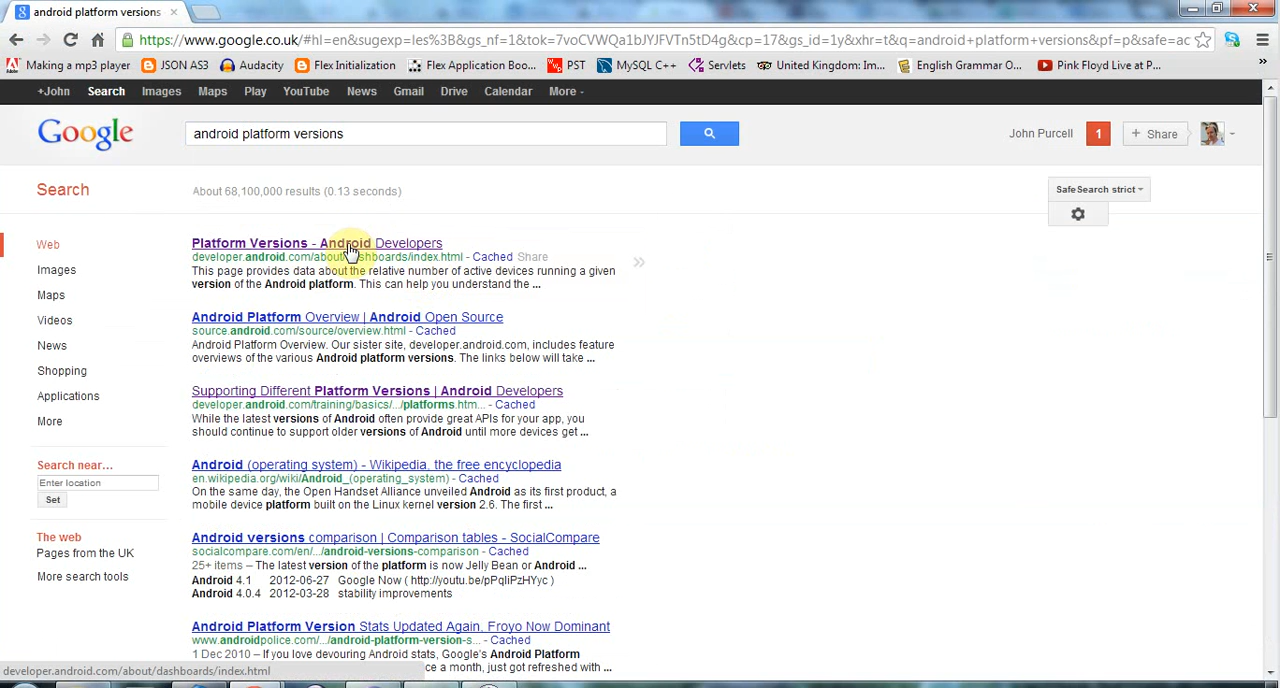 android platform versions ×
https://www.google.co.uk/#hl=en&sugexp=les%3B&gs_nf=1&tok=7voCVWQa1bJYJFVTn5tD4g&cp=17&gs_id=1y&xhr=t&q=android+platform+versions&pf=p&safe=ac
Making a mp3 player JSON AS3 Audacity Flex Initialization Flex Application Boo... PST MySQL C++ Servlets United Kingdom: Im... English Grammar O... Pink Floyd Live at P... »
+John Search Images Maps Play YouTube News Gmail Drive Calendar More
Google android platform versions John Purcell 1 + Share
Search About 68,100,000 results (0.13 seconds) SafeSearch strict
Web
Images
Maps
Videos
News
Shopping
Applications
More
Search near...
Enter location
Set
The web
Pages from the UK
More search tools
Platform Versions - Android Developers
developer.android.com/about/dashboards/index.html - Cached Share
This page provides data about the relative number of active devices running a given
version of the Android platform. This can help you understand the ...
Android Platform Overview | Android Open Source
source.android.com/source/overview.html - Cached
Android Platform Overview. Our sister site, developer.android.com, includes feature
overviews of the various Android platform versions. The links below will take ...
Supporting Different Platform Versions | Android Developers
developer.android.com/training/basics/.../platforms.htm... - Cached
While the latest versions of Android often provide great APIs for your app, you
should continue to support older versions of Android until more devices get ...
Android (operating system) - Wikipedia, the free encyclopedia
en.wikipedia.org/wiki/Android_(operating_system) - Cached
On the same day, the Open Handset Alliance unveiled Android as its first product, a
mobile device platform built on the Linux kernel version 2.6. The first ...
Android versions comparison | Comparison tables - SocialCompare
socialcompare.com/en/.../android-versions-comparison - Cached
25+ items – The latest version of the platform is now Jelly Bean or Android ...
Android 4.1 2012-06-27 Google Now ( http://youtu.be/pPqliPzHYyc )
Android 4.0.4 2012-03-28 stability improvements
Android Platform Version Stats Updated Again, Froyo Now Dominant
www.androidpolice.com/.../android-platform-version-s... - Cached
1 Dec 2010 – If you love devouring Android stats, Google's Android Platform
ce a month, just got refreshed with ...
developer.android.com/about/dashboards/index.html